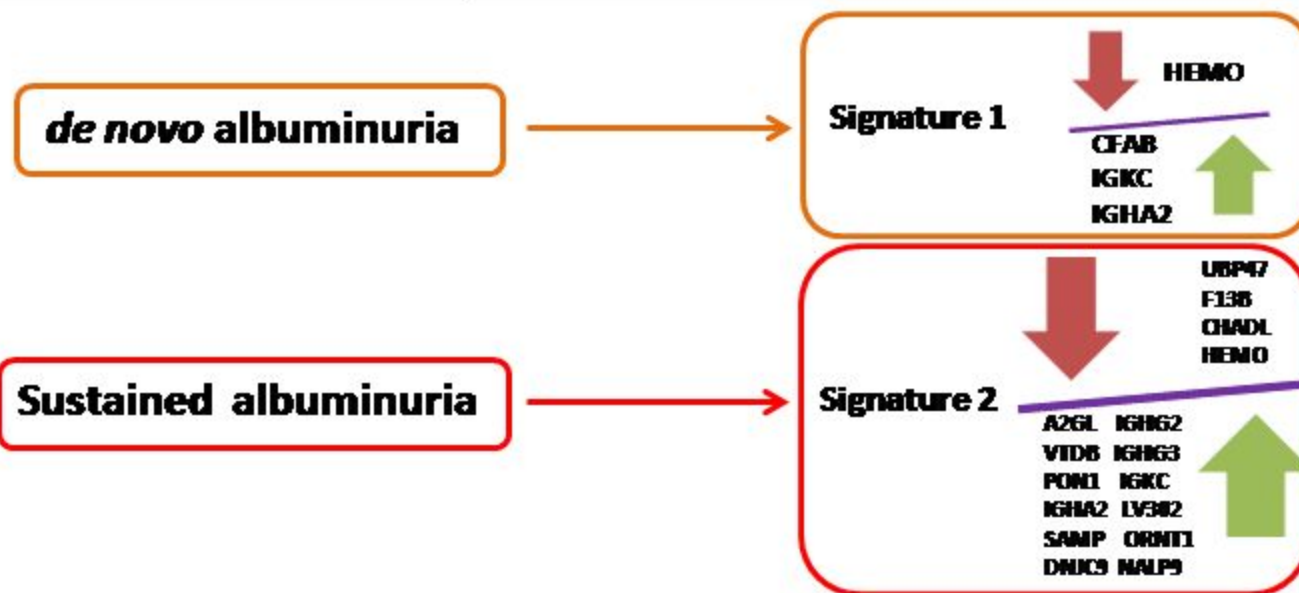 de novo albuminuria
Signature 1
HEMO
CFAB
IGKC
IGHA2
Sustained albuminuria
Signature 2
UBP47
F13B
CHADL
HEMO
A2GL IGHG2
VTDB IGHG3
PON1 IGKC
IGHA2 LV302
SAMP ORNT1
DNJC9 NALP9